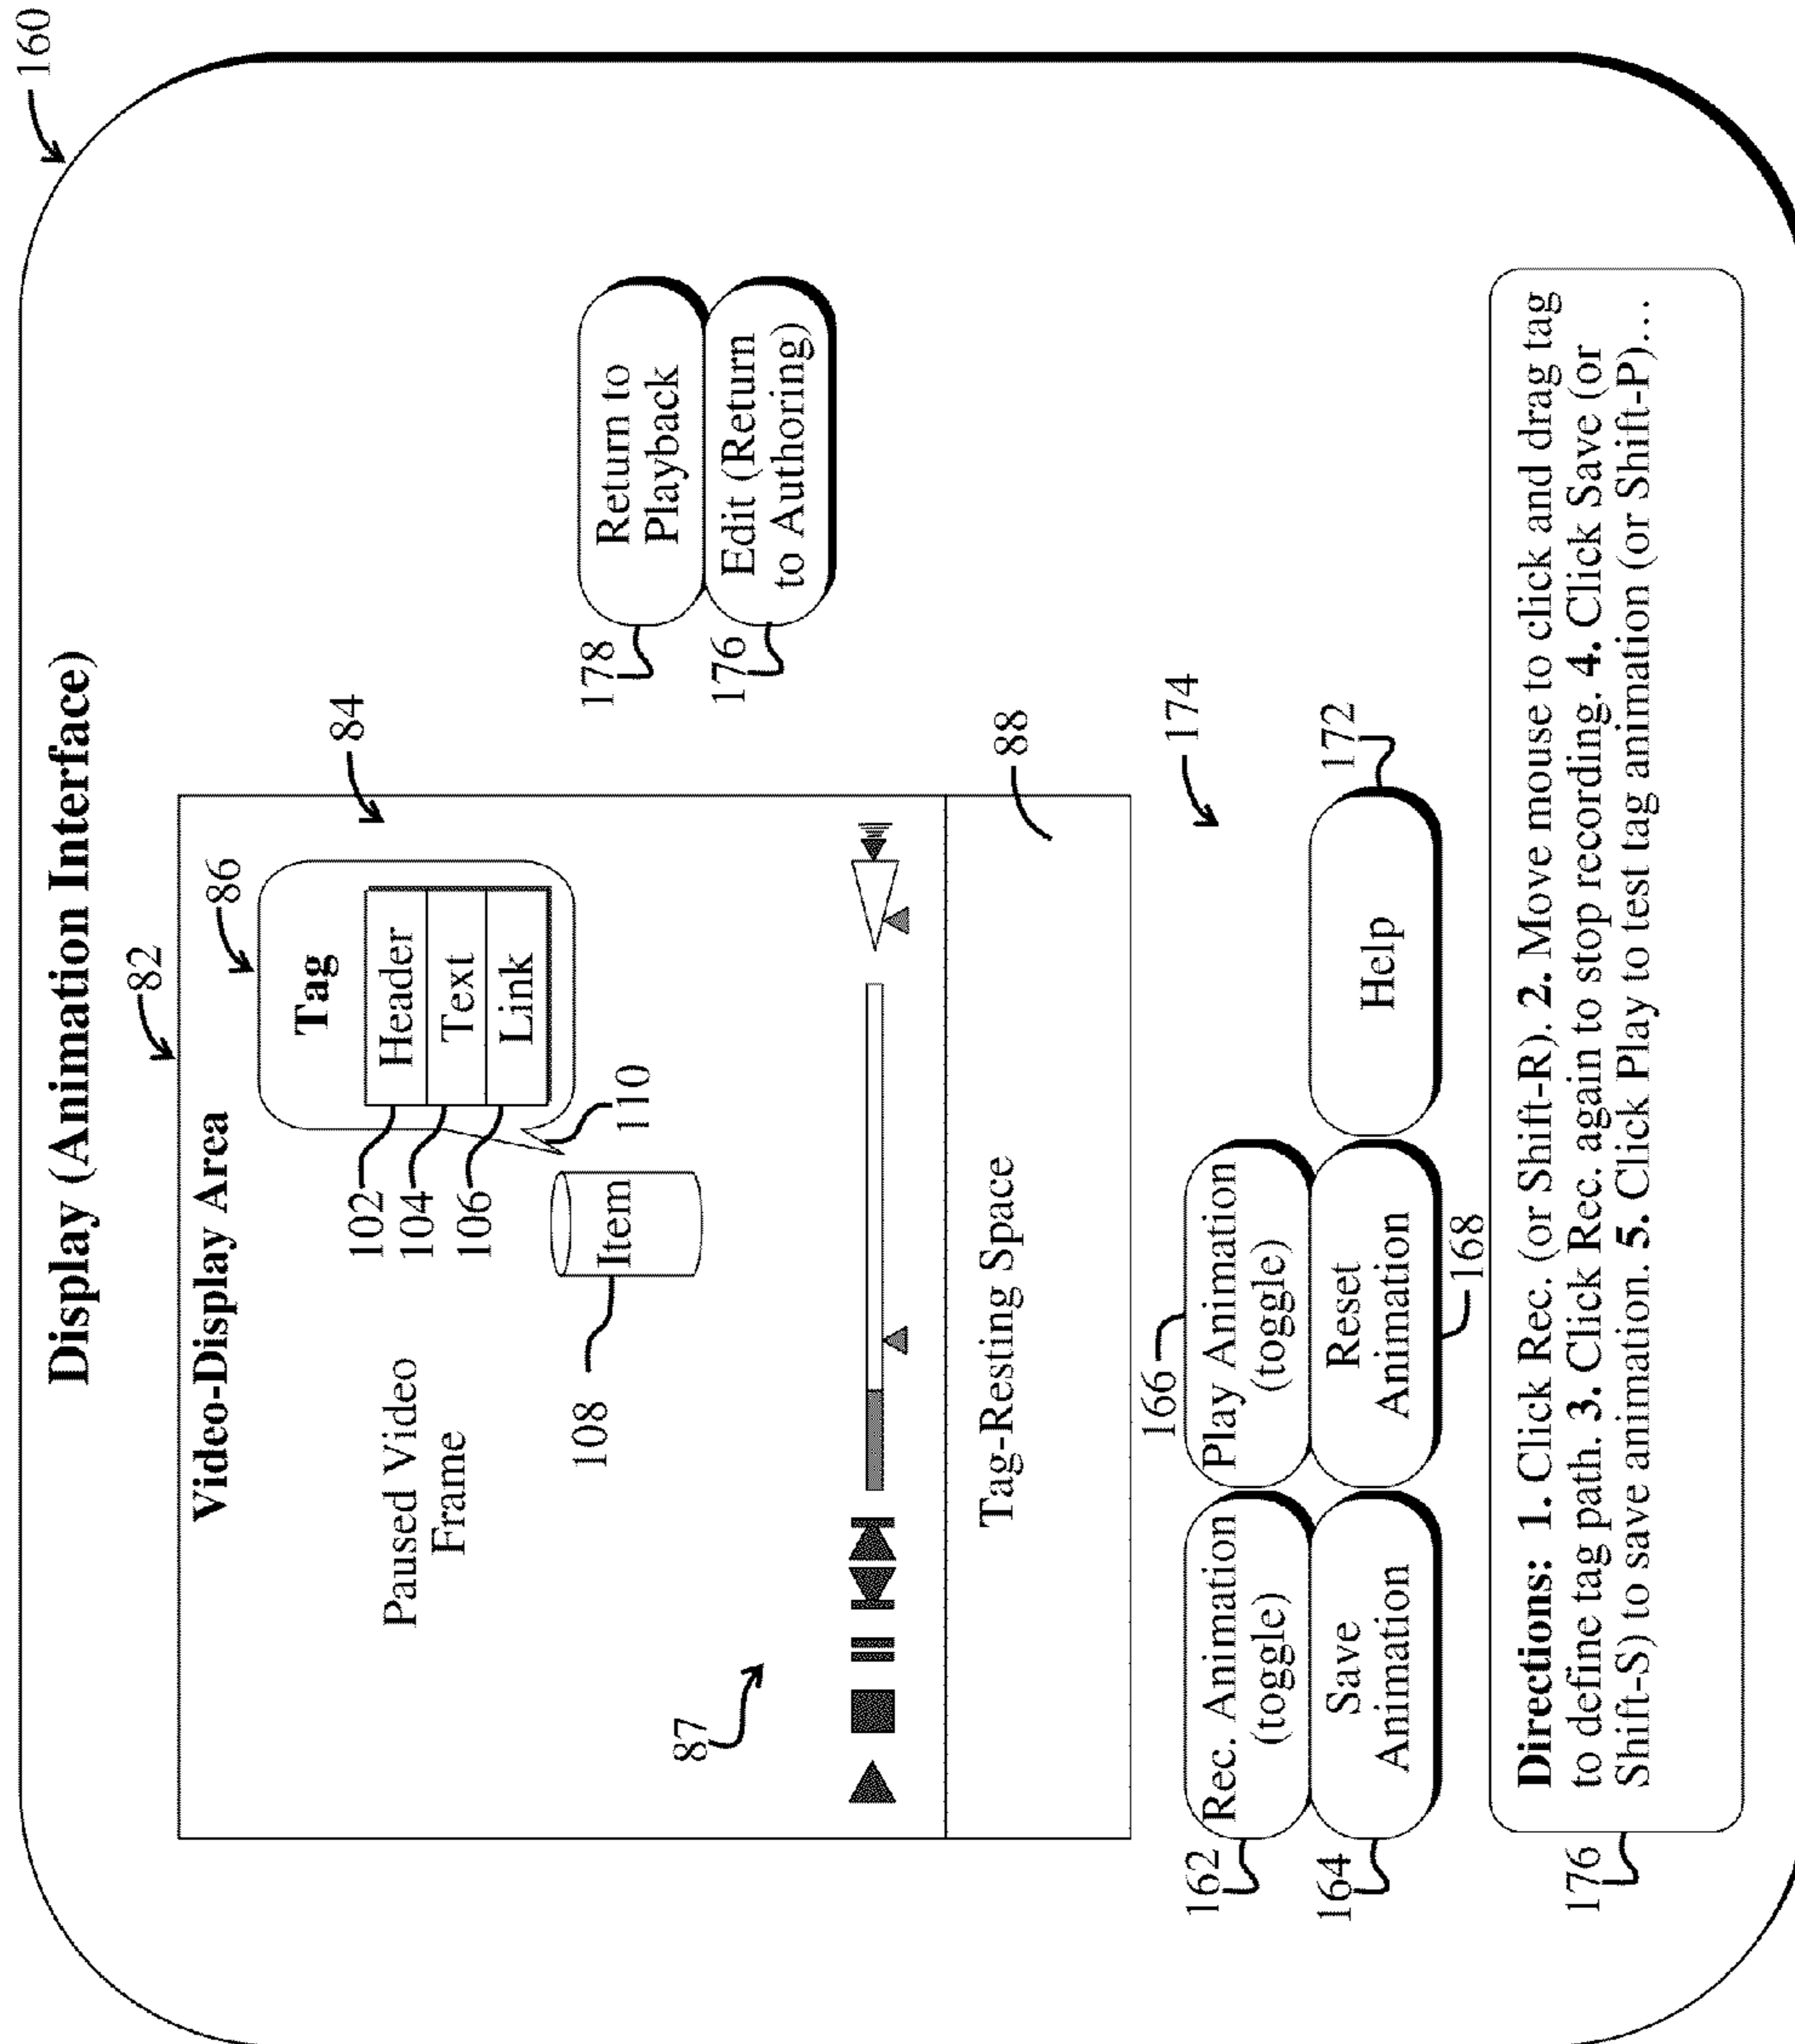 160
Display (Animation Interface)
82
Video-Display Area
86
84
Tag
Header
Text
Link
102
104
106
110
Paused Video
Frame
Item
108
87
Return to
Playback
178
Edit (Return
to Authoring)
176
88
Tag-Resting Space
174
166
172
162
Rec. Animation
(toggle)
Play Animation
(toggle)
164
Save
Animation
Reset
Animation
Help
168
176
Directions: 1. Click Rec. (or Shift-R). 2. Move mouse to click and drag tag
to define tag path. 3. Click Rec. again to stop recording. 4. Click Save (or
Shift-S) to save animation. 5. Click Play to test tag animation (or Shift-P)...